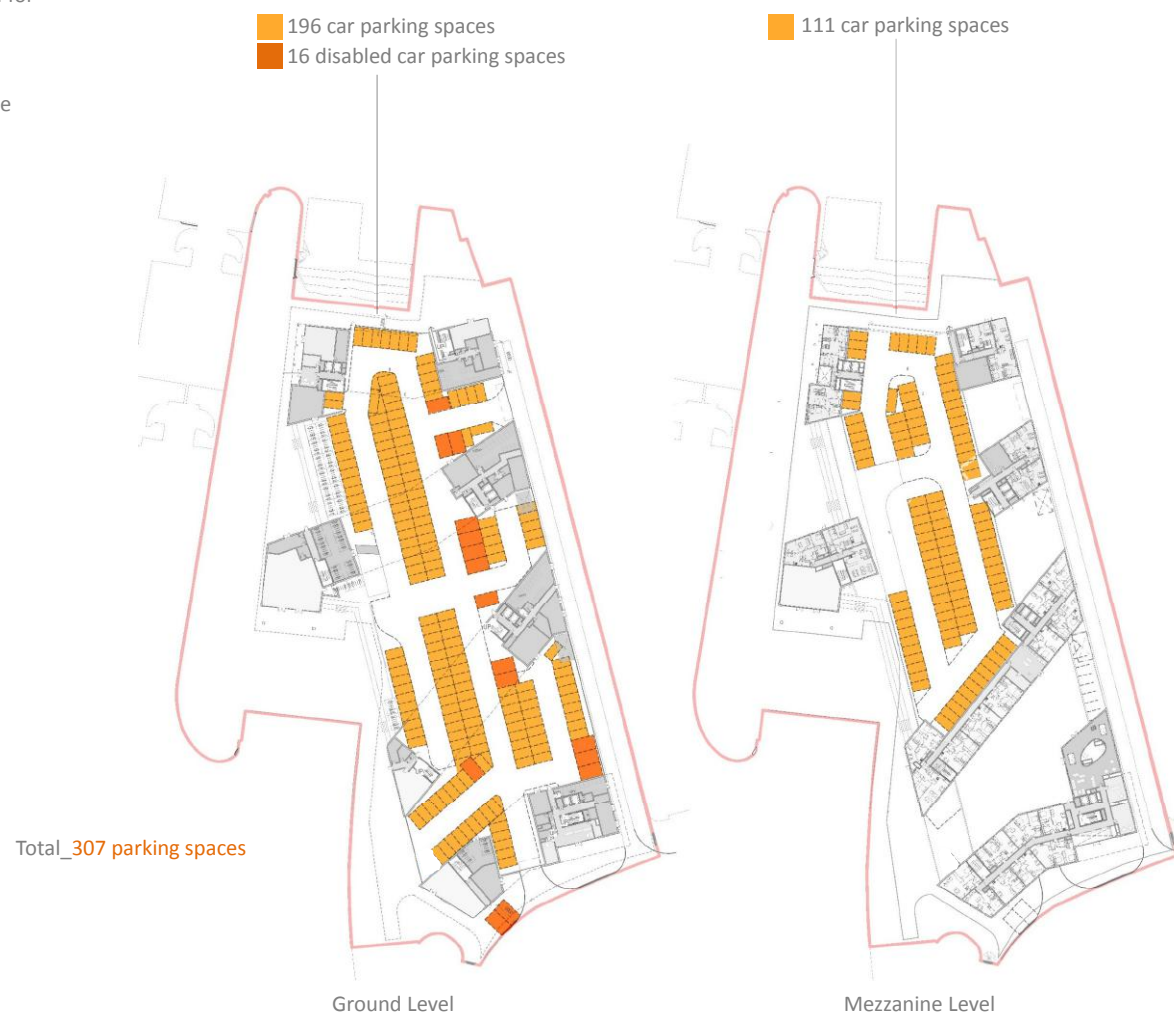 196 car parking spaces
16 disabled car parking spaces
111 car parking spaces
e
Total_307 parking spaces
Ground Level
Mezzanine Level